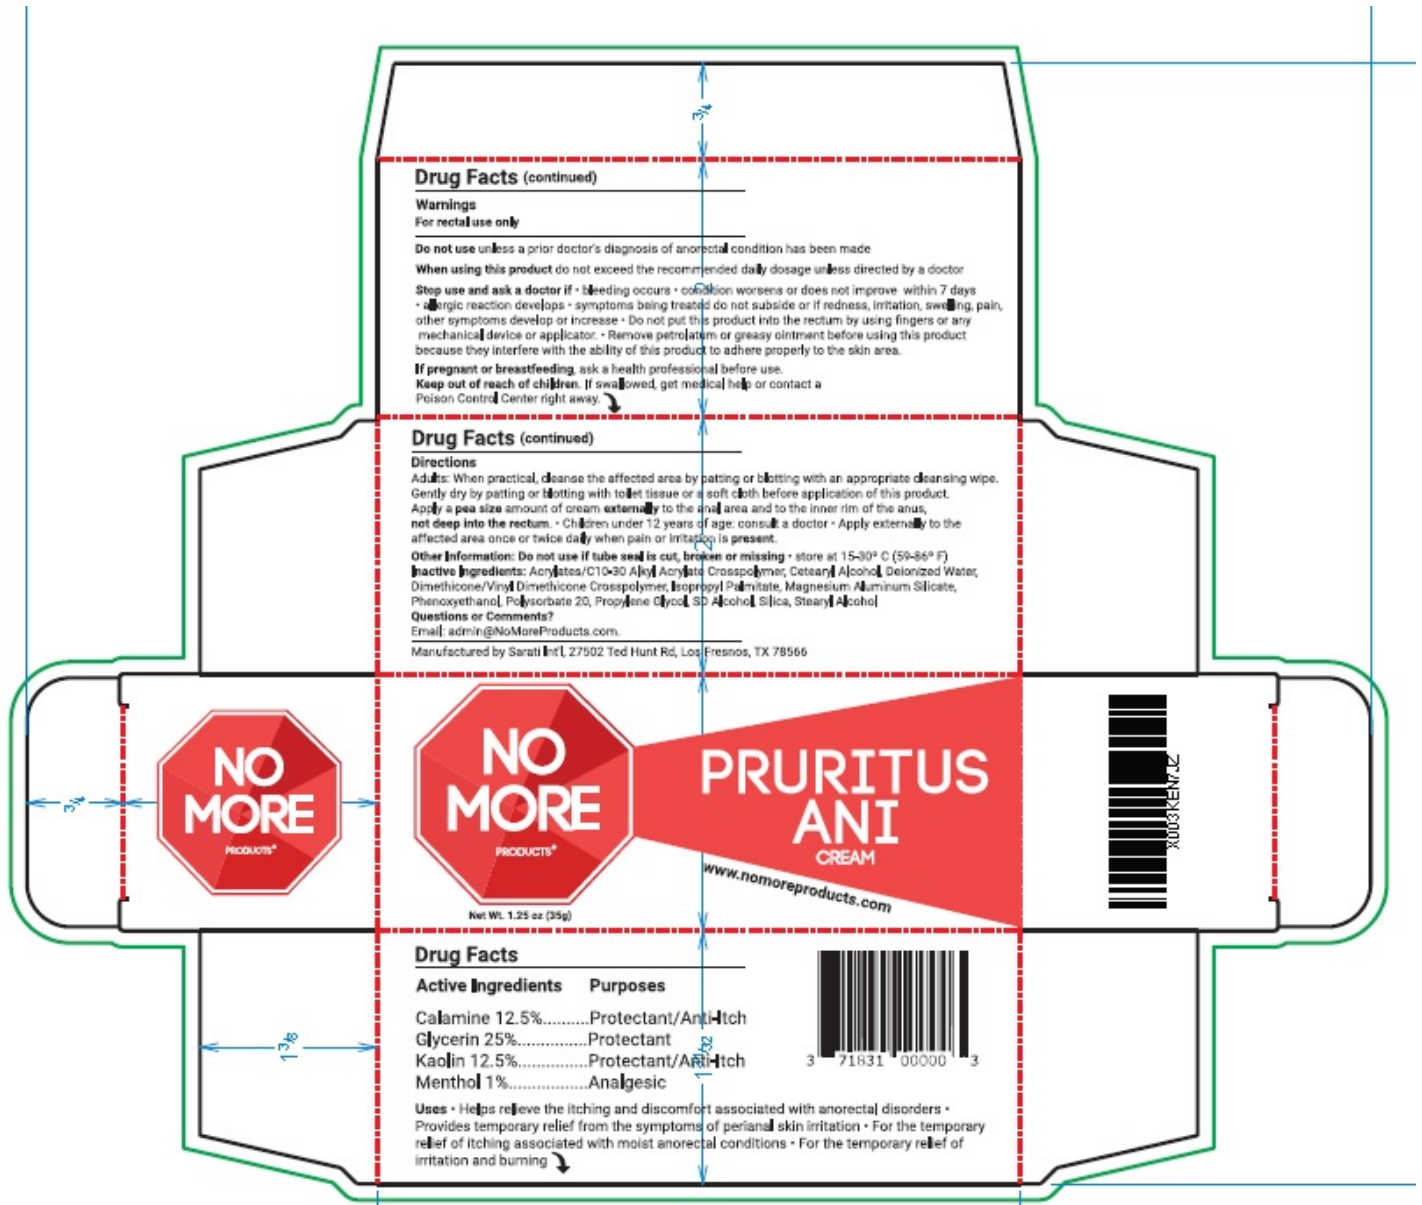 3/4
Drug Facts (continued)
Warnings
For rectal use only
Do not use unless a prior doctor's diagnosis of anorectal condition has been made
When using this product do not exceed the recommended daily dosage unless directed by a doctor
Stop use and ask a doctor if • bleeding occurs • condition worsens or does not improve within 7 days
• allergic reaction develops • symptoms being treated do not subside or if redness, irritation, swelling, pain,
other symptoms develop or increase • Do not put this product into the rectum by using fingers or any
mechanical device or applicator. • Remove petrolatum or greasy ointment before using this product
because they interfere with the ability of this product to adhere properly to the skin area.
If pregnant or breastfeeding, ask a health professional before use.
Keep out of reach of children. If swallowed, get medical help or contact a
Poison Control Center right away.
2
Drug Facts (continued)
Directions
Adults: When practical, cleanse the affected area by patting or blotting with an appropriate cleansing wipe.
Gently dry by patting or blotting with toilet tissue or a soft cloth before application of this product.
Apply a pea size amount of cream externally to the anal area and to the inner rim of the anus,
not deep into the rectum. • Children under 12 years of age: consult a doctor • Apply externally to the
affected area once or twice daily when pain or irritation is present.
2
Other Information: Do not use if tube seal is cut, broken or missing • store at 15-30º C (59-86º F)
Inactive Ingredients: Acrylates/C10-30 Alkyl Acrylate Crosspolymer, Cetearyl Alcohol, Deionized Water,
Dimethicone/Vinyl Dimethicone Crosspolymer, Isopropyl Palmitate, Magnesium Aluminum Silicate,
Phenoxyethanol, Polysorbate 20, Propylene Glycol, SD Alcohol, Silica, Stearyl Alcohol
Questions or Comments?
Email: admin@NoMoreProducts.com.
Manufactured by Sarati Int'l, 27502 Ted Hunt Rd, Los Fresnos, TX 78566
3/4
NO
MORE
PRODUCTS+
NO
MORE
PRODUCTS+
Net Wt. 1.25 oz (35g)
PRURITUS
ANI
CREAM
www.nomoreproducts.com
X003KEN7JZ
Drug Facts
Active Ingredients Purposes
Calamine 12.5%..........Protectant/Anti-Itch
Glycerin 25%...............Protectant
Kaolin 12.5%...............Protectant/Anti-Itch
Menthol 1%.................Analgesic
3 71831 00000 3
1 3/8
Uses • Helps relieve the itching and discomfort associated with anorectal disorders •
Provides temporary relief from the symptoms of perianal skin irritation • For the temporary
relief of itching associated with moist anorectal conditions • For the temporary relief of
irritation and burning